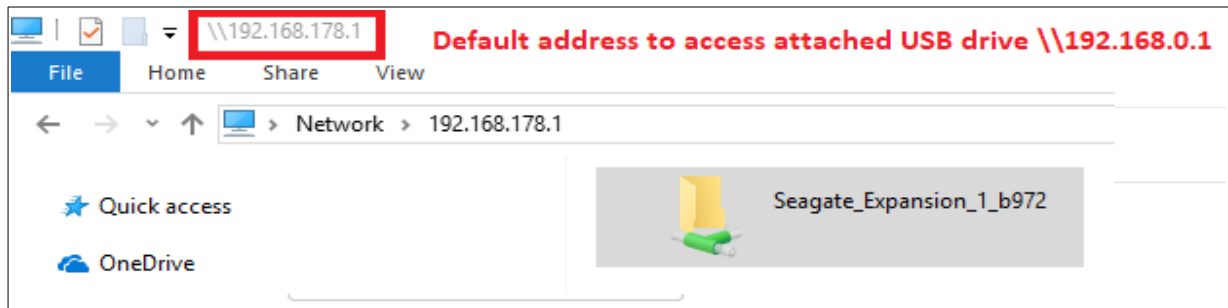 \\192.168.178.1
Default address to access attached USB drive \\192.168.0.1
File Home Share View
Network > 192.168.178.1
Quick access
Seagate_Expansion_1_b972
OneDrive